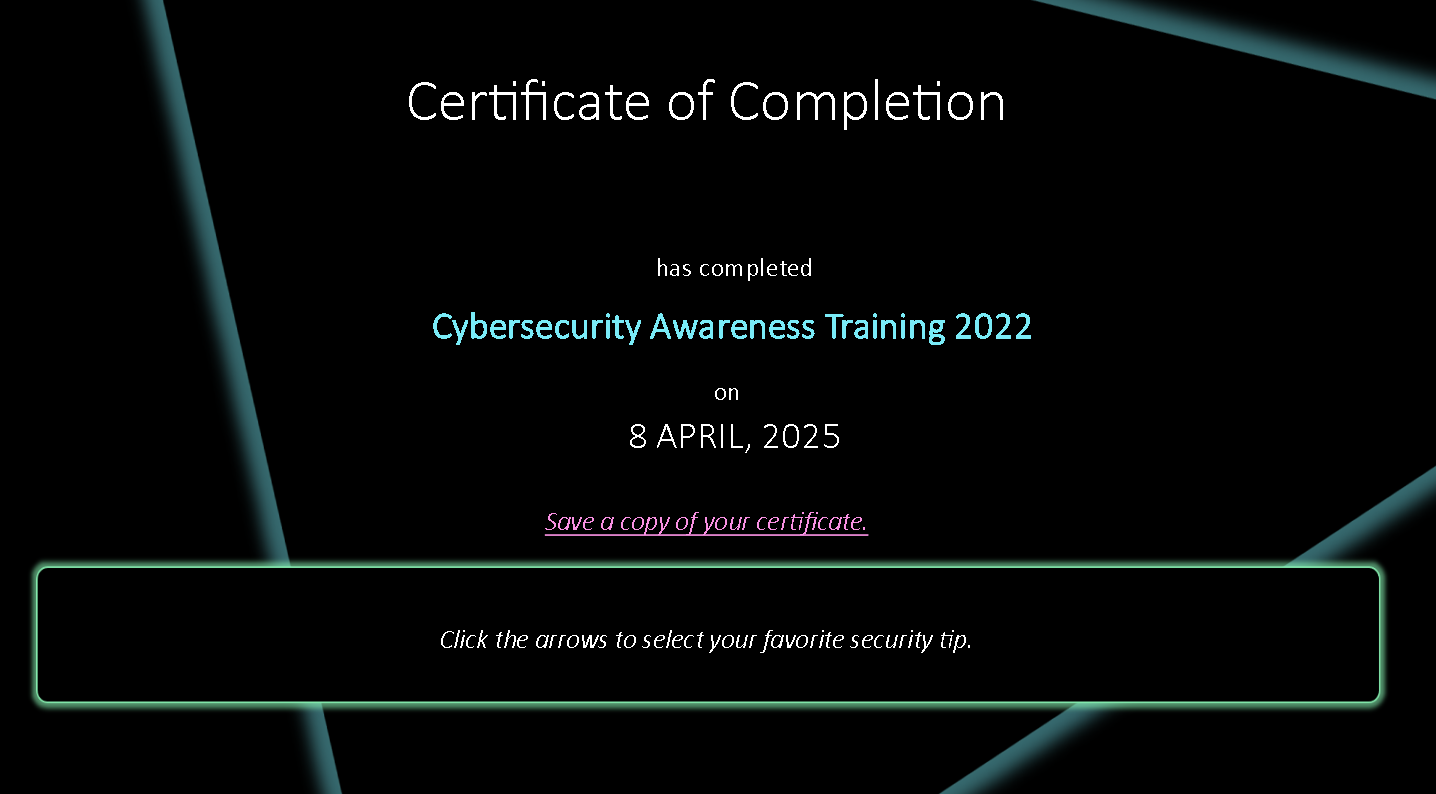 Certificate of Completion
has completed
Cybersecurity Awareness Training 2022
on
8 APRIL, 2025
Save a copy of your certificate.
Click the arrows to select your favorite security tip.